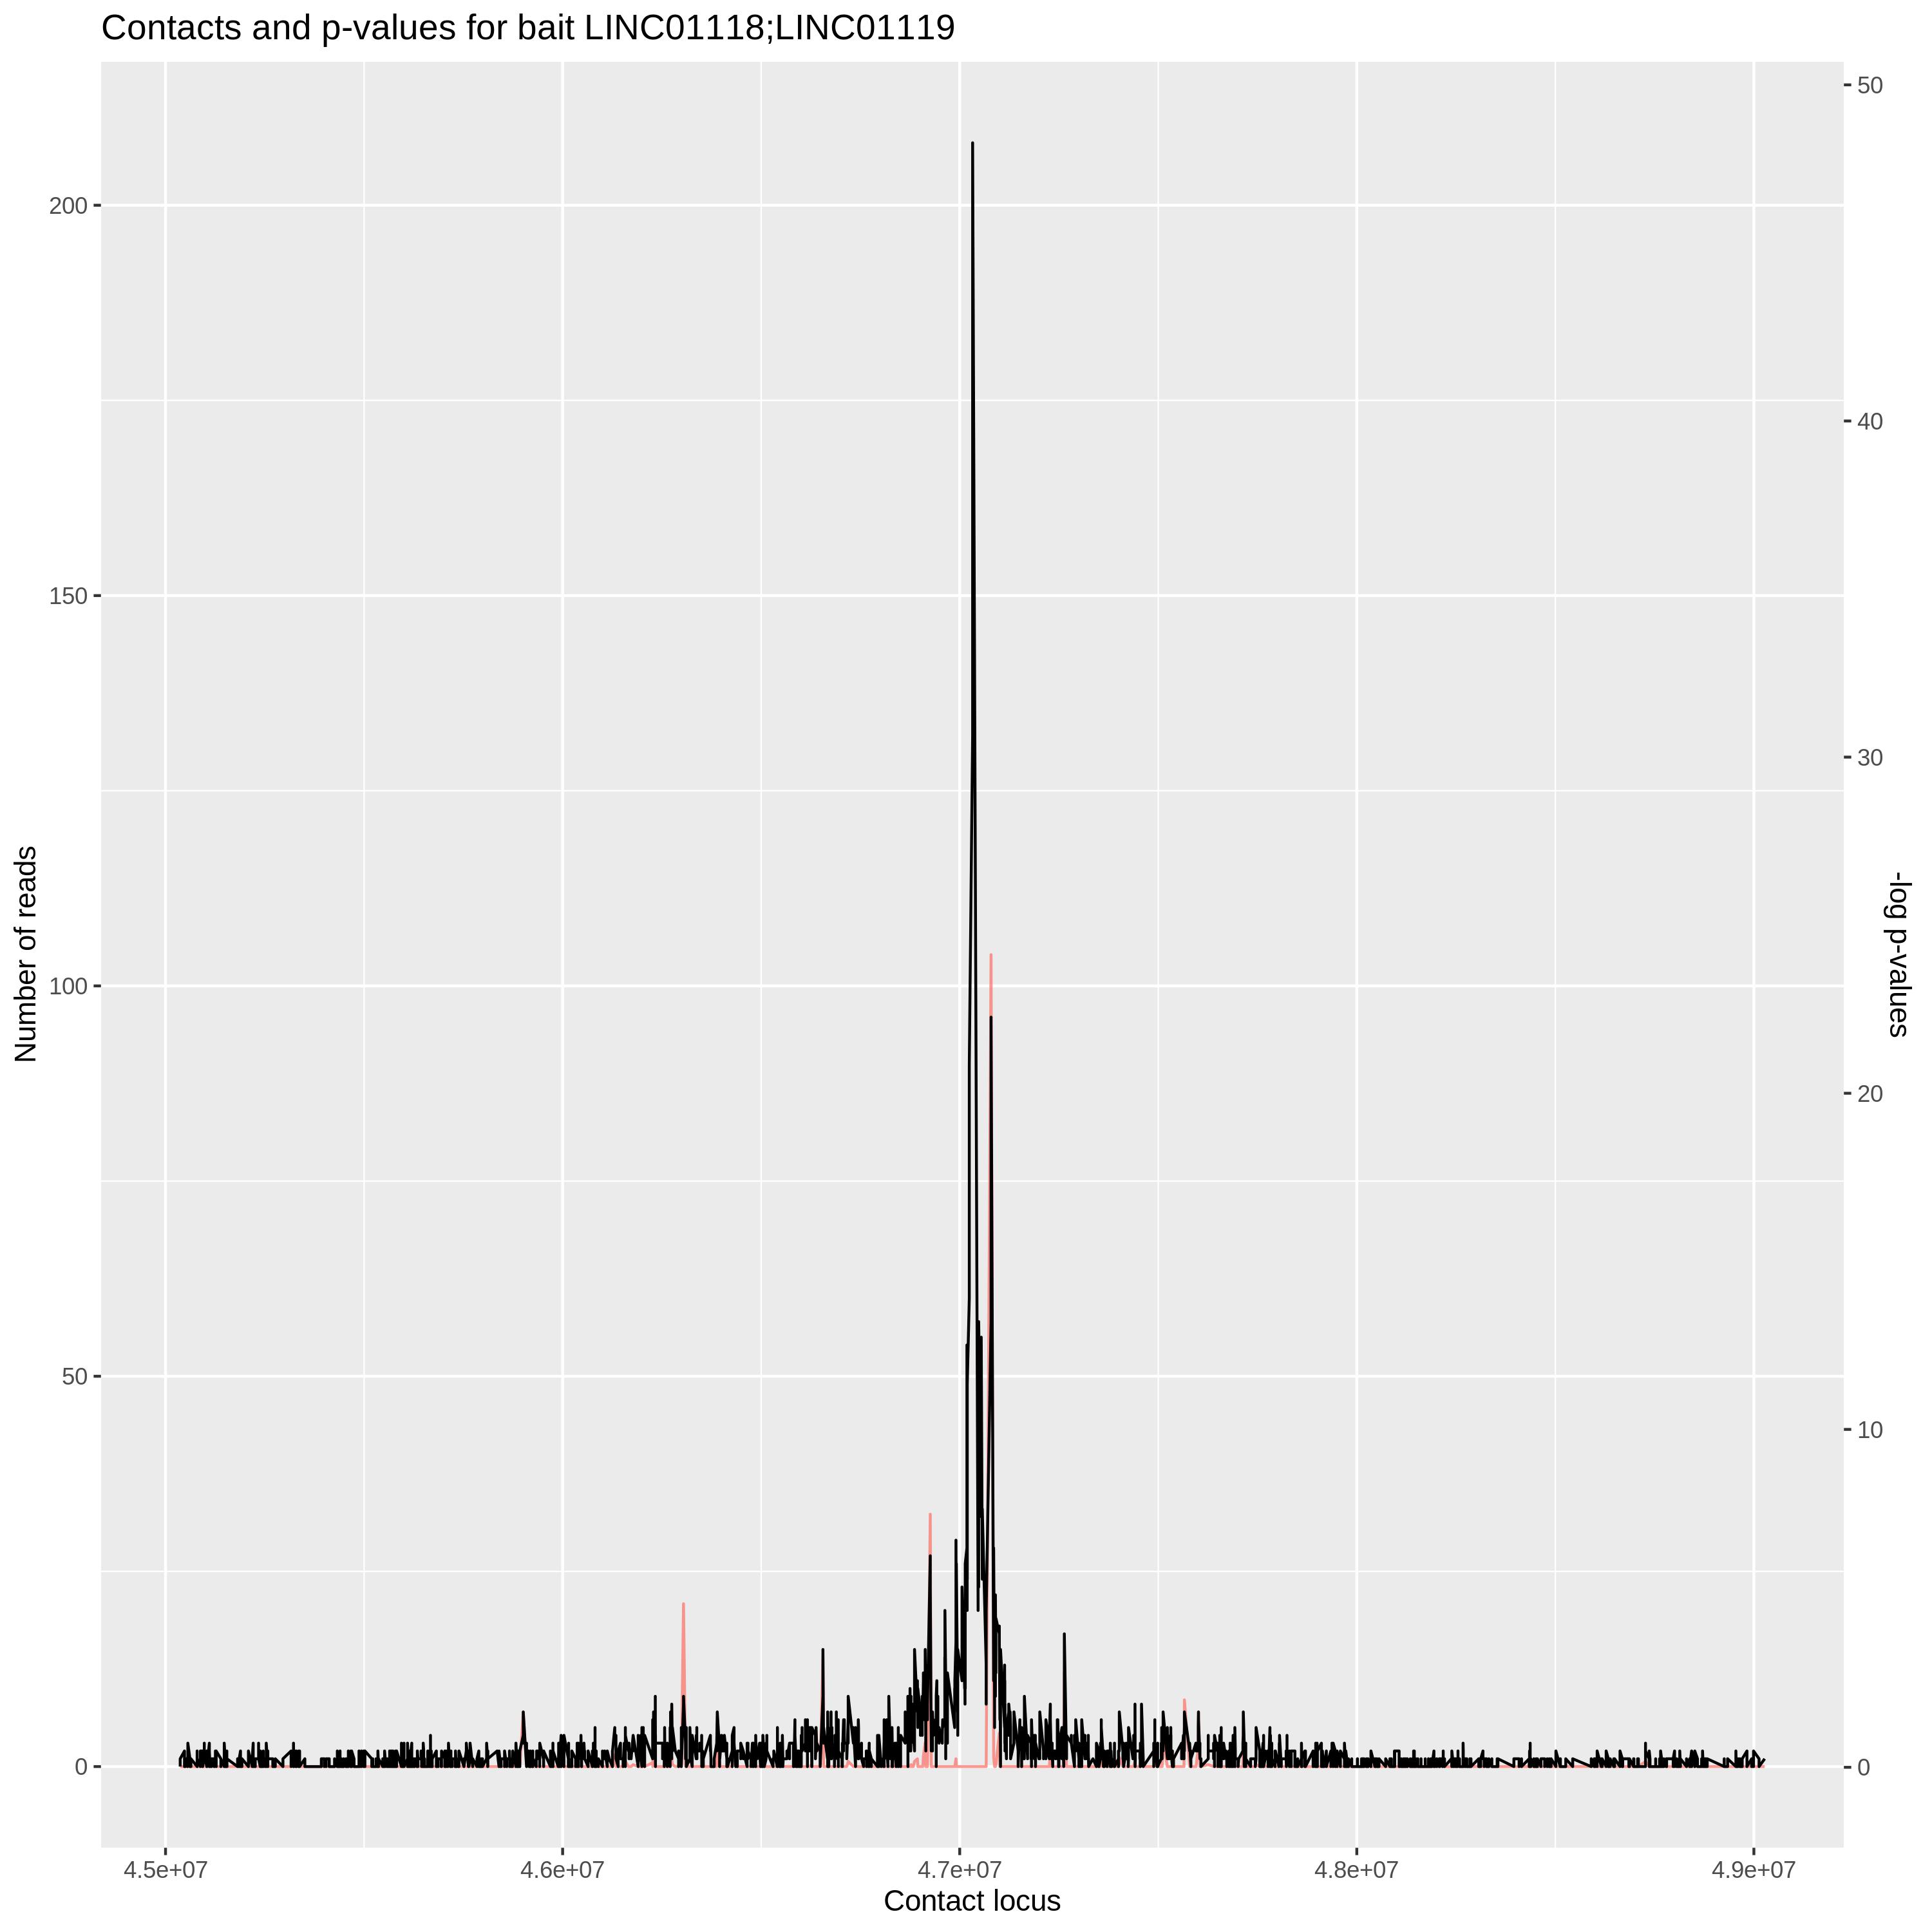 Contacts and p-values for bait LINC01118;LINC01119
Number of reads
200
150
100
50
0
50
40
30
20
10
0
-log p-values
4.5e+07
4.6e+07
4.7e+07
4.8e+07
4.9e+07
Contact locus